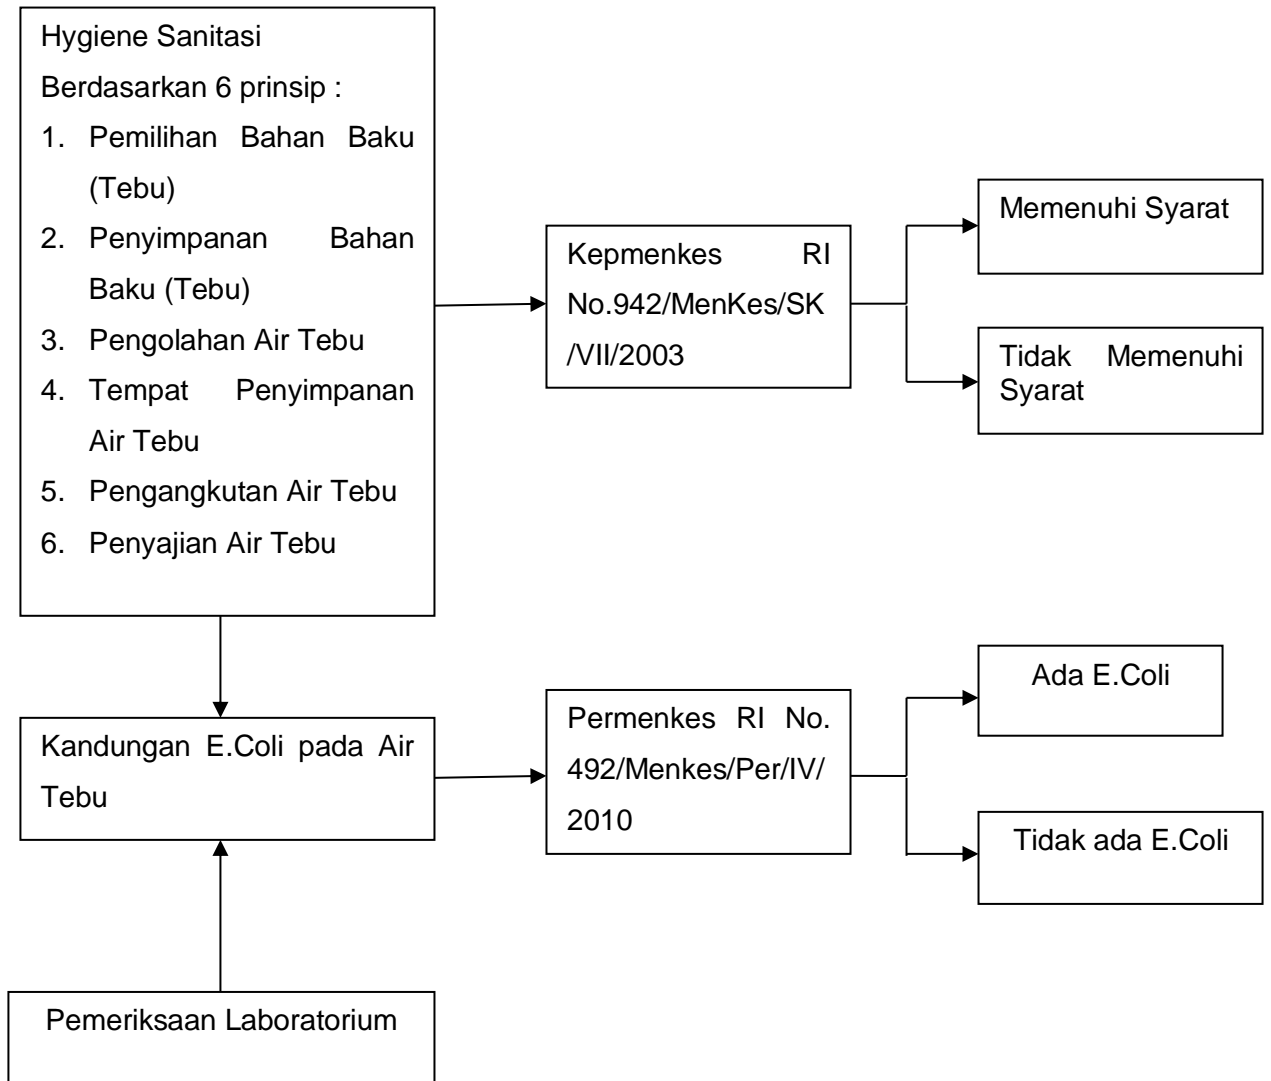 Hygiene Sanitasi
Berdasarkan 6 prinsip :
1. Pemilihan Bahan Baku
(Tebu)
2. Penyimpanan Bahan
Baku (Tebu)
3. Pengolahan Air Tebu
4. Tempat Penyimpanan
Air Tebu
5. Pengangkutan Air Tebu
6. Penyajian Air Tebu
Kepmenkes RI
No.942/MenKes/SK
/VII/2003
Memenuhi Syarat
Tidak Memenuhi
Syarat
Kandungan E.Coli pada Air
Tebu
Permenkes RI No.
492/Menkes/Per/IV/
2010
Ada E.Coli
Tidak ada E.Coli
Pemeriksaan Laboratorium